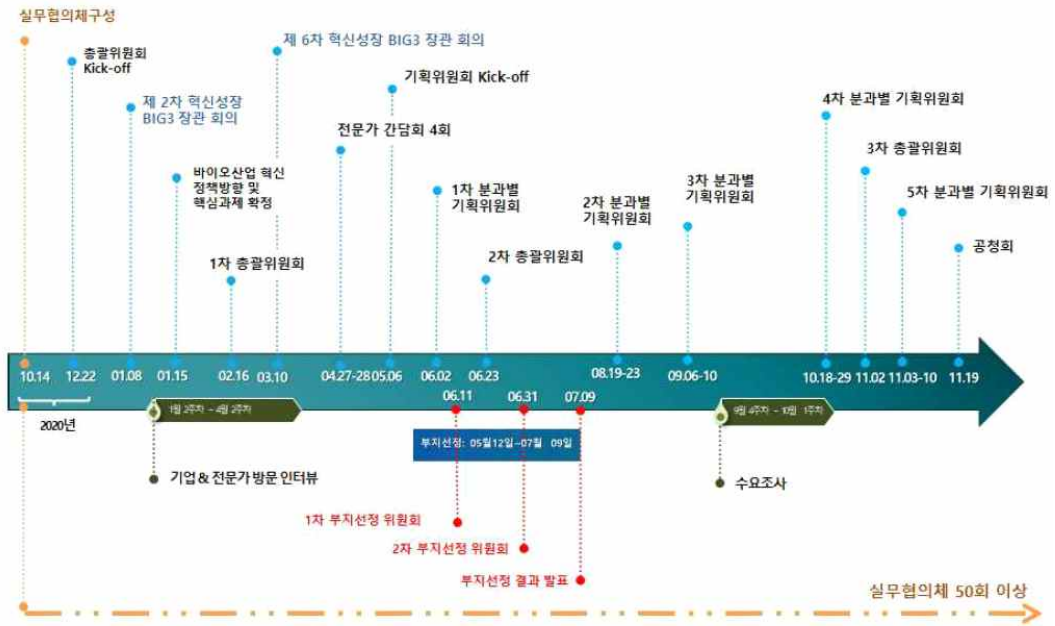 실무협의체구성
총괄위원회
Kick-off
제 2차 혁신성장
BIG3 장관 회의
바이오산업 혁신
정책방향 및
핵심과제 확정
1차 총괄위원회
제 6차 혁신성장 BIG3 장관 회의
전문가 간담회 4회
기획위원회 Kick-off
1차 분과별
기획위원회
2차 총괄위원회
2차 분과별
기획위원회
3차 분과별
기획위원회
4차 분과별 기획위원회
3차 총괄위원회
5차 분과별 기획위원회
공청회
10.14 12.22 01.08 01.15 02.16 03.10 04.27-28 05.06 06.02 06.23 08.19-23 09.06-10 10.18-29 11.02 11.03-10 11.19
06.11 06.31 07.09
2020년
1월 2주차 ~ 4월 2주차
기업 & 전문가 방문 인터뷰
부지선정: 05월12일~07월 09일
9월 4주차 ~ 10월 1주차
수요조사
1차 부지선정 위원회
2차 부지선정 위원회
부지선정 결과 발표
실무협의체 50회 이상